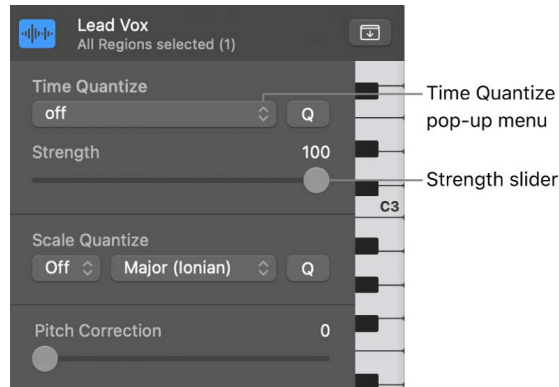 Lead Vox
All Regions selected (1)
Time Quantize
off
Q
Time Quantize
pop-up menu
Strength
100
Strength slider
C3
Scale Quantize
Off
Major (Ionian)
Q
Pitch Correction
0